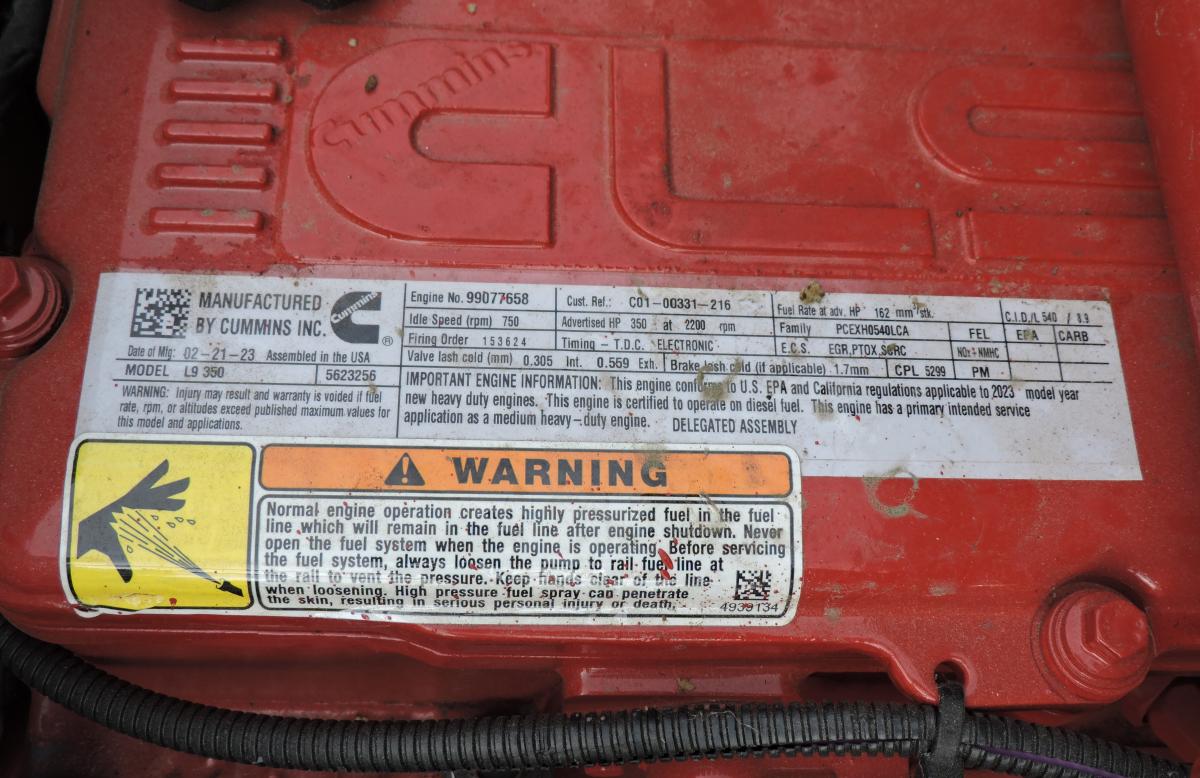 Cummins
CLS
MANUFACTURED
BY CUMMINS INC.
Cummins
®
Date of Mfg: 02-21-23 Assembled in the USA
MODEL L9 350 5623256
WARNING: Injury may result and warranty is voided if fuel
rate, rpm, or altitudes exceed published maximum values for
this model and applications.
Engine No. 99077658 Cust. Ref.: C01-00331-216 Fuel Rate at adv. HP 162 mm³/stk. C.I.D./L 540 / 8.9
Idle Speed (rpm) 750 Advertised HP 350 at 2200 rpm Family PCEXH0540LCA FEL EPA CARB
Firing Order 153624 Timing-T.D.C. ELECTRONIC E.C.S. EGR,PTOX,SCRC NOx+NMHC
Valve lash cold (mm) 0.305 Int. 0.559 Exh. Brake lash cold (if applicable) 1.7mm CPL 5299 PM
IMPORTANT ENGINE INFORMATION: This engine conforms to U.S. EPA and California regulations applicable to 2023 model year
new heavy duty engines. This engine is certified to operate on diesel fuel. This engine has a primary intended service
application as a medium heavy-duty engine. DELEGATED ASSEMBLY
WARNING
Normal engine operation creates highly pressurized fuel in the fuel
line which will remain in the fuel line after engine shutdown. Never
open the fuel system when the engine is operating. Before servicing
the fuel system, always loosen the pump to rail fuel line at
the rail to vent the pressure. Keep hands clear of the line
when loosening. High pressure fuel spray can penetrate
the skin, resulting in serious personal injury or death.
4939134